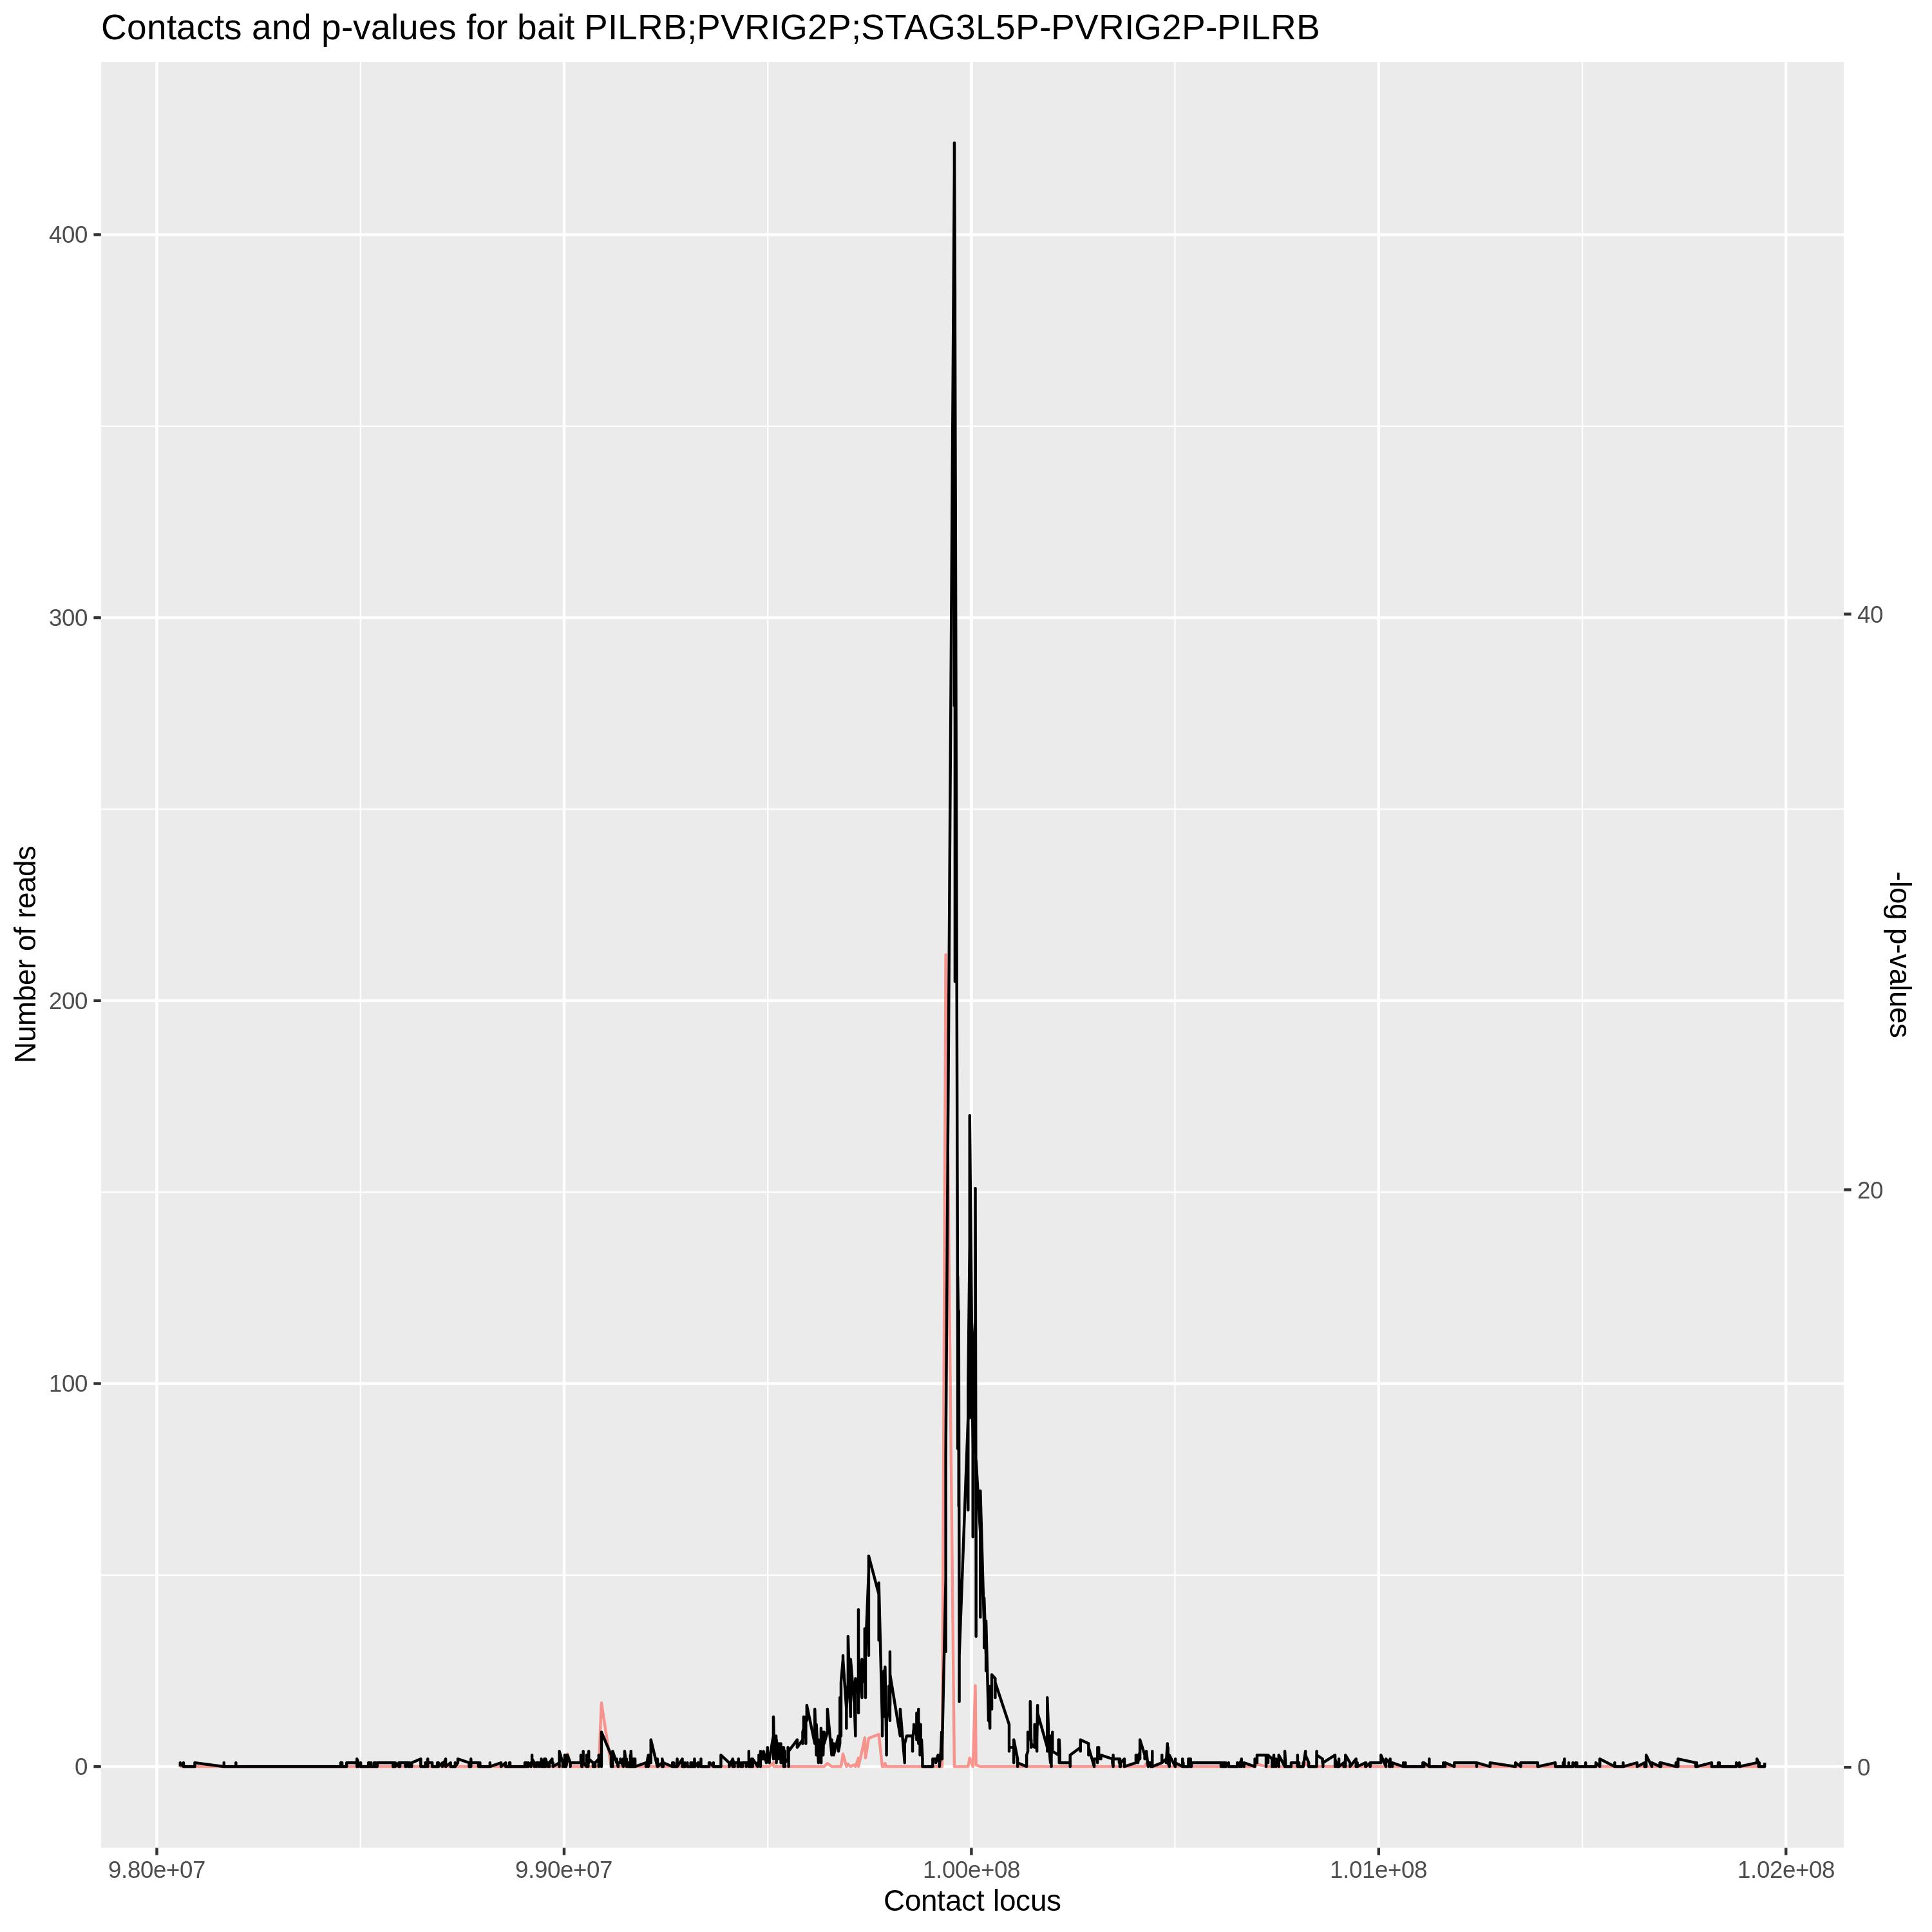 Contacts and p-values for bait PILRB;PVRIG2P;STAG3L5P-PVRIG2P-PILRB
400
300
200
100
0
Number of reads
40
20
0
-log p-values
9.80e+07
9.90e+07
1.00e+08
1.01e+08
1.02e+08
Contact locus